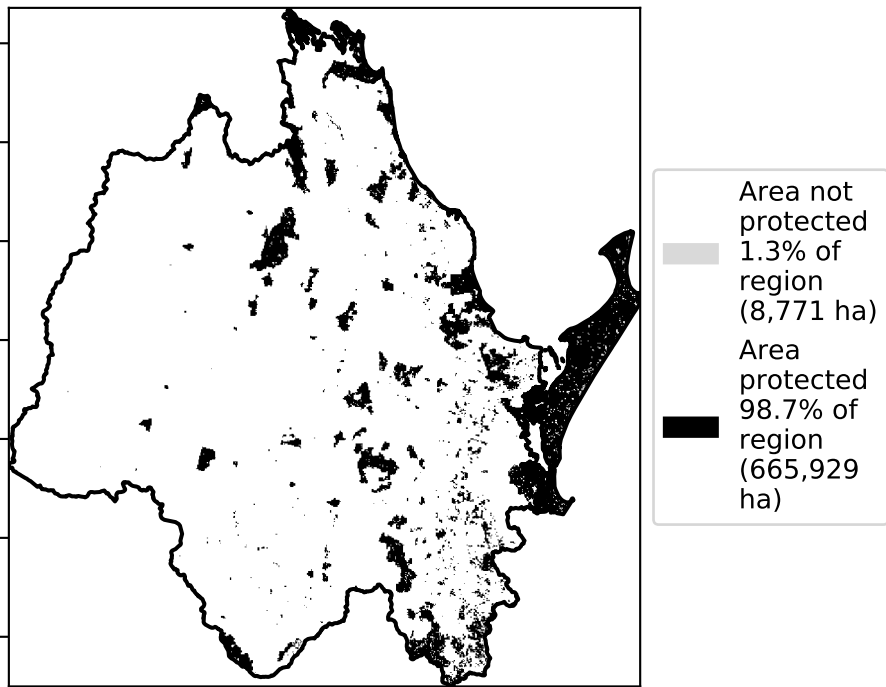 Area not
protected
1.3% of
region
(8,771 ha)
Area
protected
98.7% of
region
(665,929
ha)